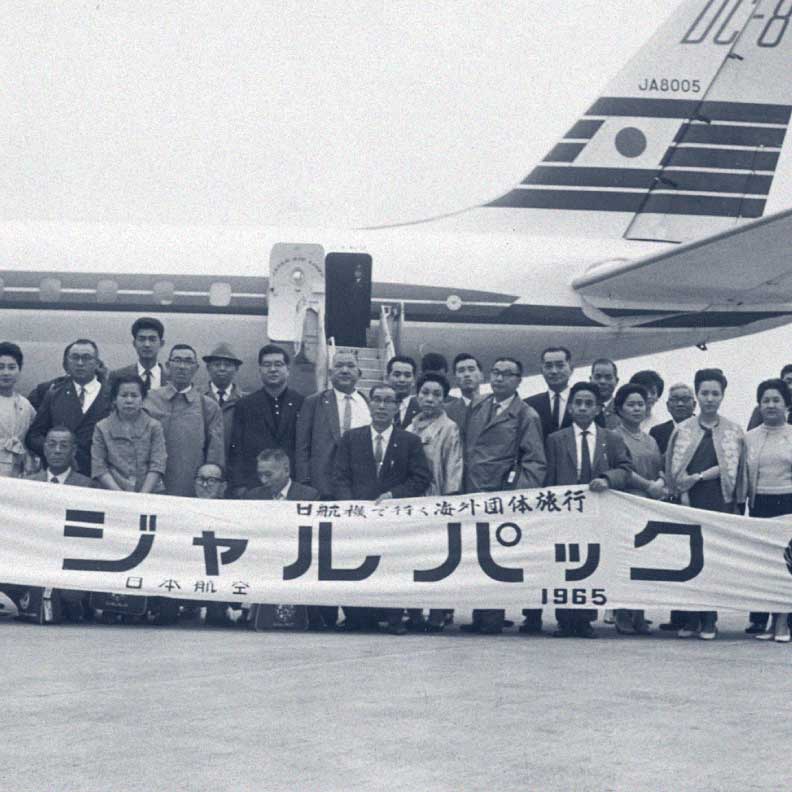 DC-8
JA8005
日航機で行く海外団体旅行
ジャルパック
日本航空
1965